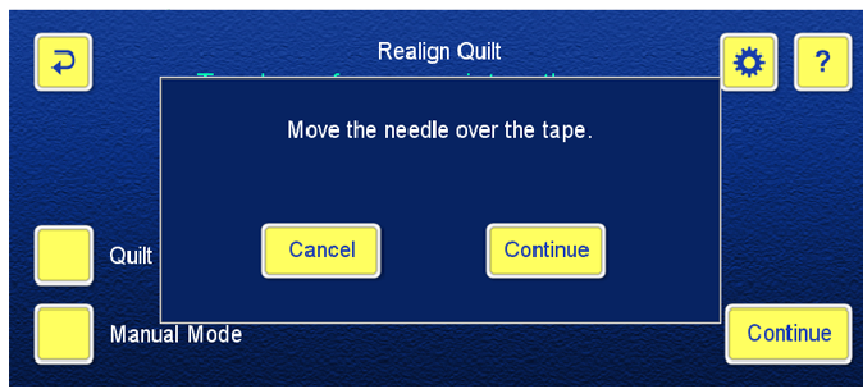 Realign Quilt
?
Move the needle over the tape.
Cancel
Continue
Quilt
Manual Mode
Continue